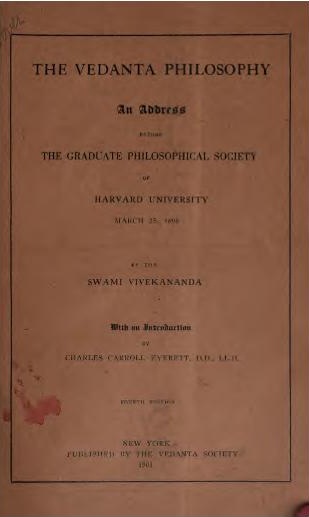 THE VEDANTA PHILOSOPHY
An Address
BEFORE
THE GRADUATE PHILOSOPHICAL SOCIETY
OF
HARVARD UNIVERSITY
MARCH 25, 1896
BY THE
SWAMI VIVEKANANDA
With an Introduction
BY
CHARLES CARROLL EVERETT, D.D., LL.D.
FOURTH EDITION
NEW YORK
PUBLISHED BY THE VEDANTA SOCIETY
1901